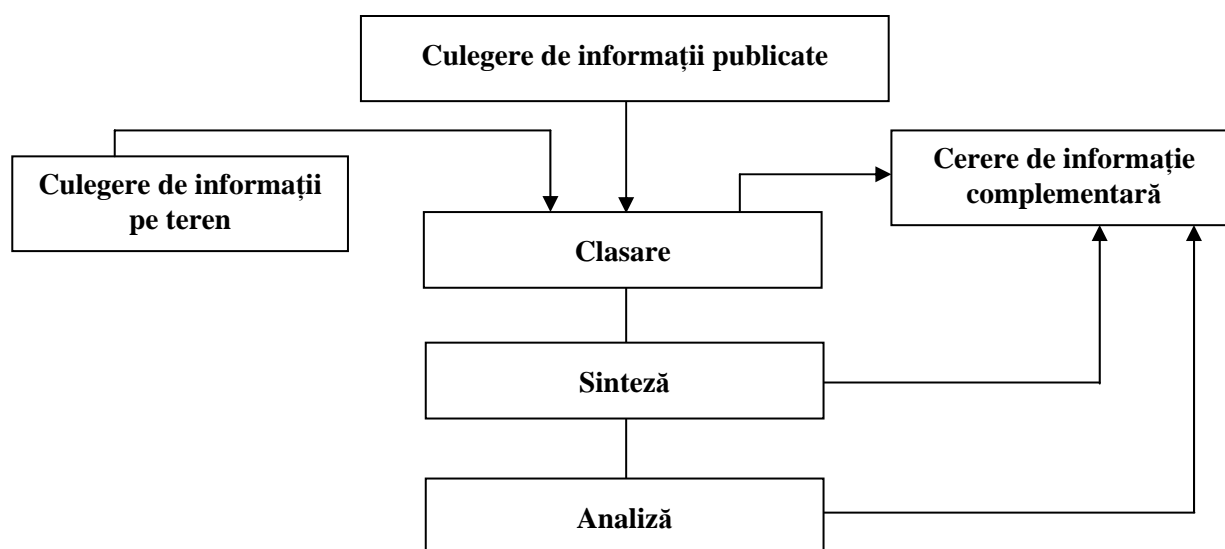 Culegere de informații publicate
Culegere de informații
pe teren
Cerere de informație
complementară
Clasare
Sinteză
Analiză